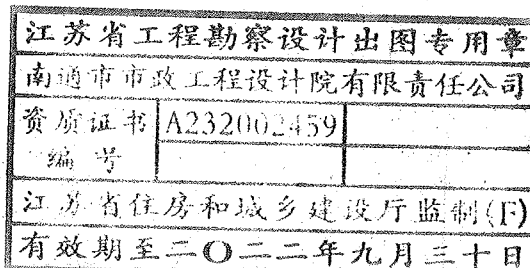 江苏省工程勘察设计出图专用章
南通市市政工程设计院有限责任公司
资质证书 A232002459
编号
江苏省住房和城乡建设厅监制(F)
有效期至二〇二二年九月三十日